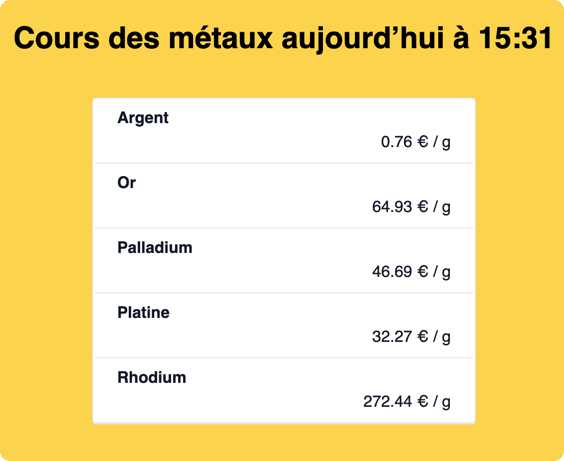 Cours des métaux aujourd’hui à 15:31
Argent
0.76 € / g
Or
64.93 € / g
Palladium
46.69 € / g
Platine
32.27 € / g
Rhodium
272.44 € / g